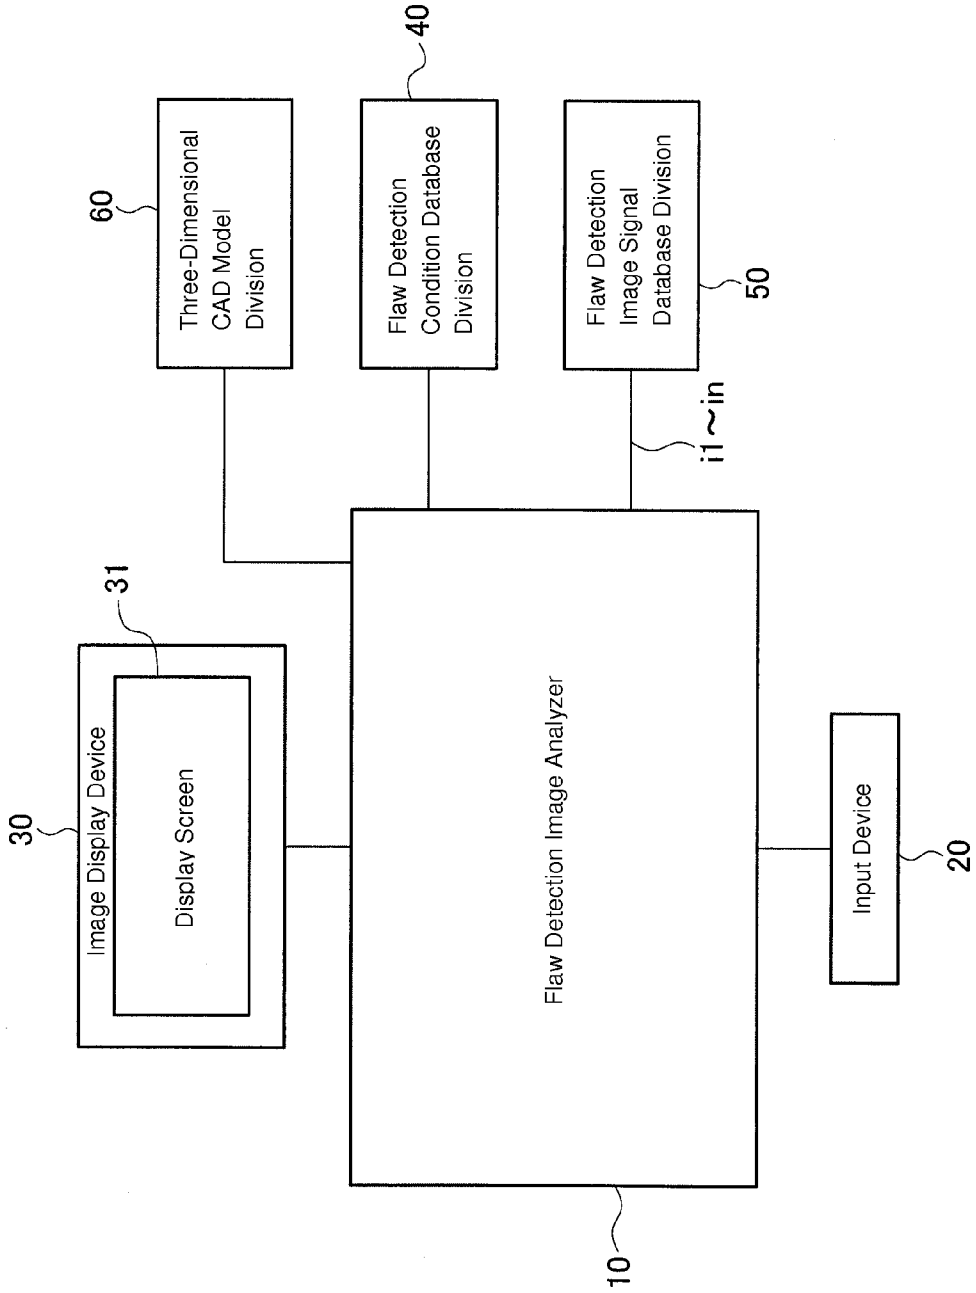 30
Image Display Device
31
Display Screen
60
Three-Dimensional
CAD Model
Division
40
Flaw Detection
Condition Database
Division
Flaw Detection
Image Signal
Database Division
50
i1～in
Flaw Detection Image Analyzer
10
Input Device
20